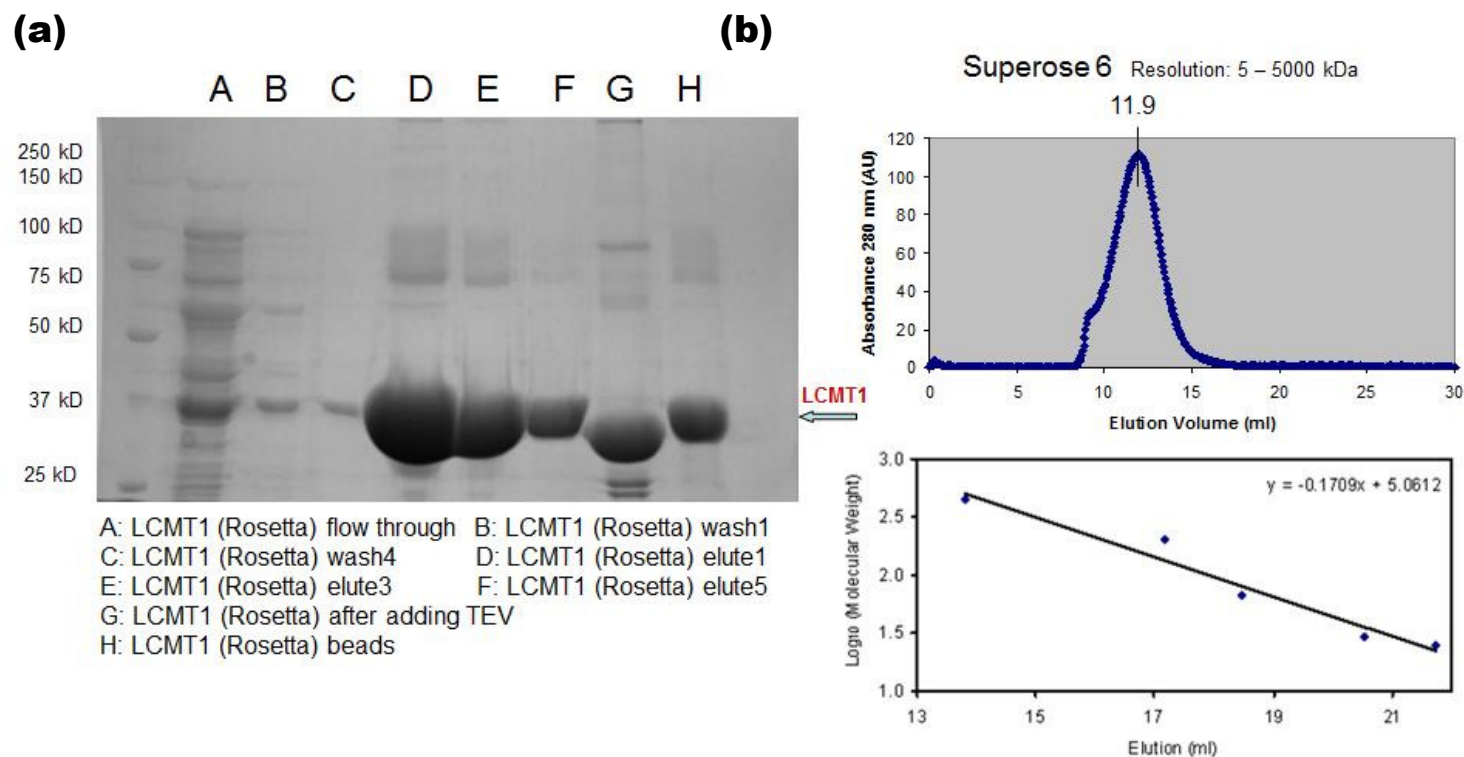 (a)
A B C D E F G H
250 kD
150 kD
100 kD
75 kD
50 kD
37 kD
25 kD
LCMT1
A: LCMT1 (Rosetta) flow through B: LCMT1 (Rosetta) wash1
C: LCMT1 (Rosetta) wash4 D: LCMT1 (Rosetta) elute1
E: LCMT1 (Rosetta) elute3 F: LCMT1 (Rosetta) elute5
G: LCMT1 (Rosetta) after adding TEV
H: LCMT1 (Rosetta) beads
(b)
Superose 6 Resolution: 5 – 5000 kDa
11.9
Absorbance 280 nm (AU)
120
100
80
60
40
20
0
0 5 10 15 20 25 30
Elution Volume (ml)
y = -0.1709x + 5.0612
Log10 (Molecular Weight)
3.0
2.5
2.0
1.5
1.0
13 15 17 19 21
Elution (ml)